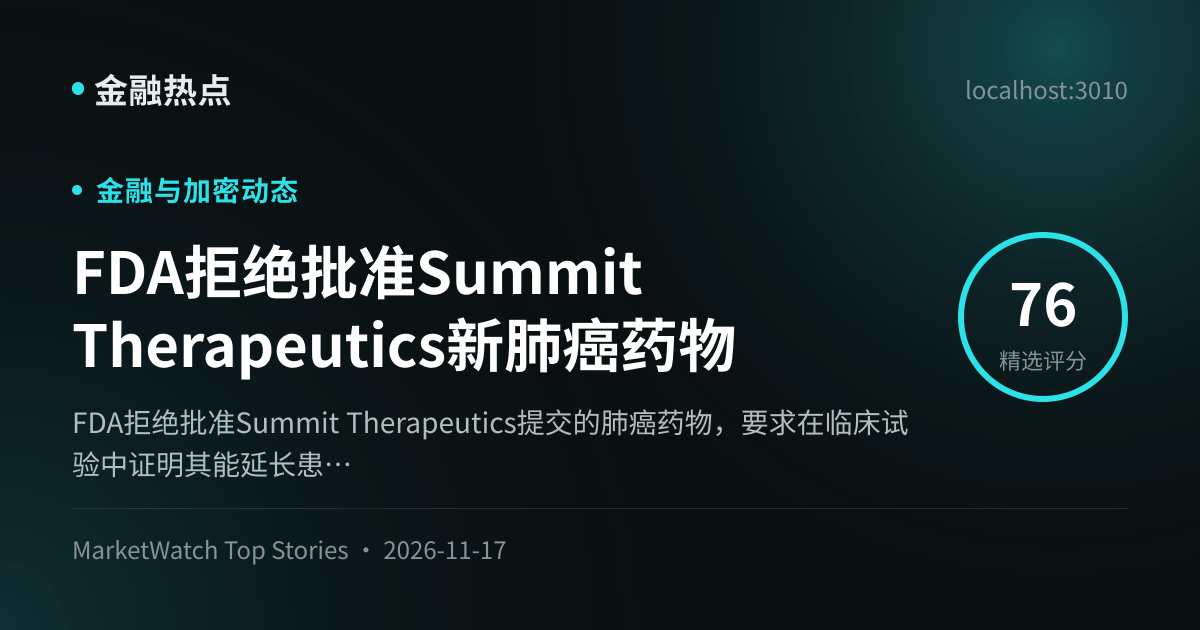 金融热点
localhost:3010
金融与加密动态
FDA拒绝批准Summit
Therapeutics新肺癌药物
76
精选评分
FDA拒绝批准Summit Therapeutics提交的肺癌药物，要求在临床试
验中证明其能延长患…
MarketWatch Top Stories · 2026-11-17